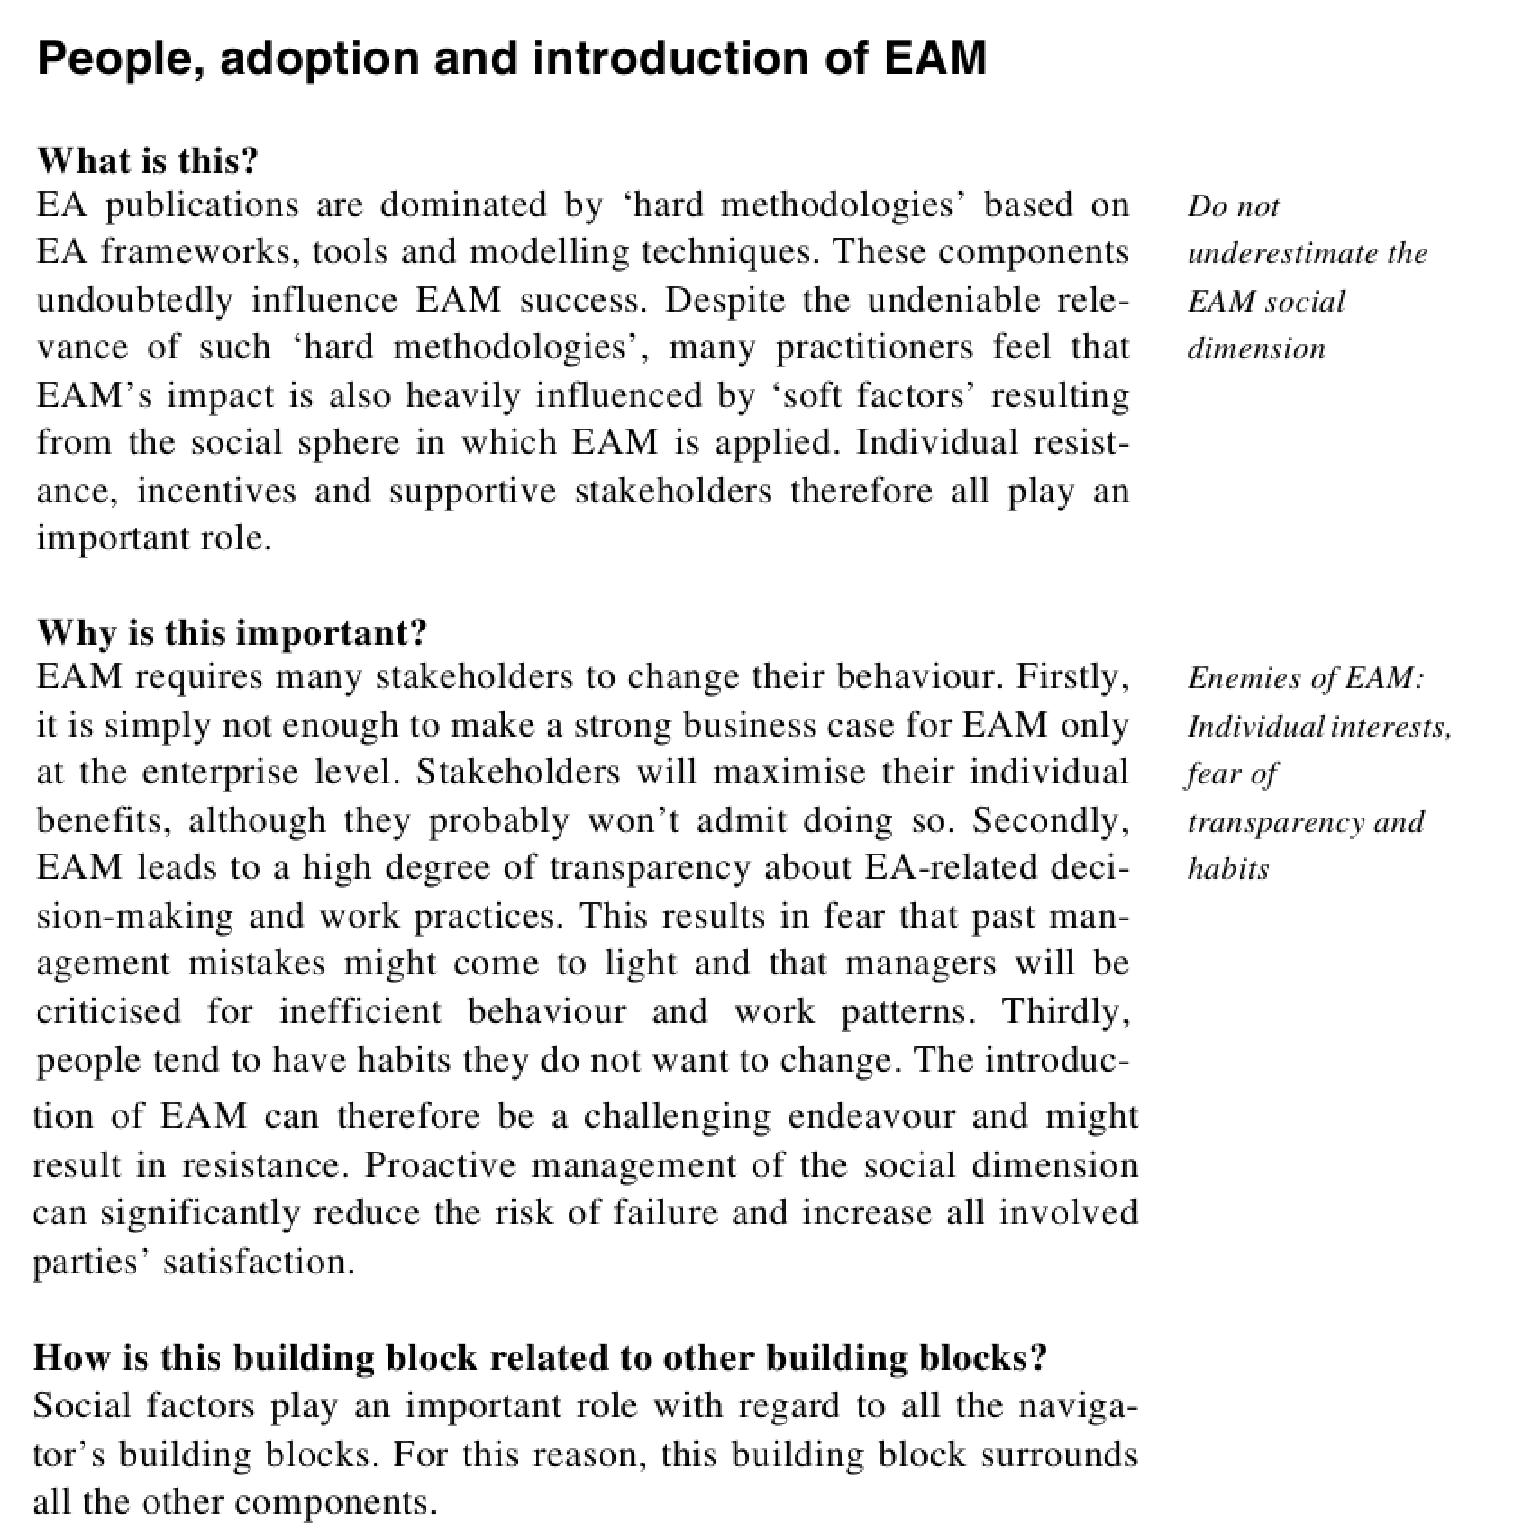 People, adoption and introduction of EAM
What is this?
EA publications are dominated by ‘hard methodologies’ based on
EA frameworks, tools and modelling techniques. These components
undoubtedly influence EAM success. Despite the undeniable rele-
vance of such ‘hard methodologies’, many practitioners feel that
EAM’s impact is also heavily influenced by ‘soft factors’ resulting
from the social sphere in which EAM is applied. Individual resist-
ance, incentives and supportive stakeholders therefore all play an
important role.
Do not
underestimate the
EAM social
dimension
Why is this important?
EAM requires many stakeholders to change their behaviour. Firstly,
it is simply not enough to make a strong business case for EAM only
at the enterprise level. Stakeholders will maximise their individual
benefits, although they probably won’t admit doing so. Secondly,
EAM leads to a high degree of transparency about EA-related deci-
sion-making and work practices. This results in fear that past man-
agement mistakes might come to light and that managers will be
criticised for inefficient behaviour and work patterns. Thirdly,
people tend to have habits they do not want to change. The introduc-
tion of EAM can therefore be a challenging endeavour and might
result in resistance. Proactive management of the social dimension
can significantly reduce the risk of failure and increase all involved
parties’ satisfaction.
Enemies of EAM:
Individual interests,
fear of
transparency and
habits
How is this building block related to other building blocks?
Social factors play an important role with regard to all the naviga-
tor’s building blocks. For this reason, this building block surrounds
all the other components.